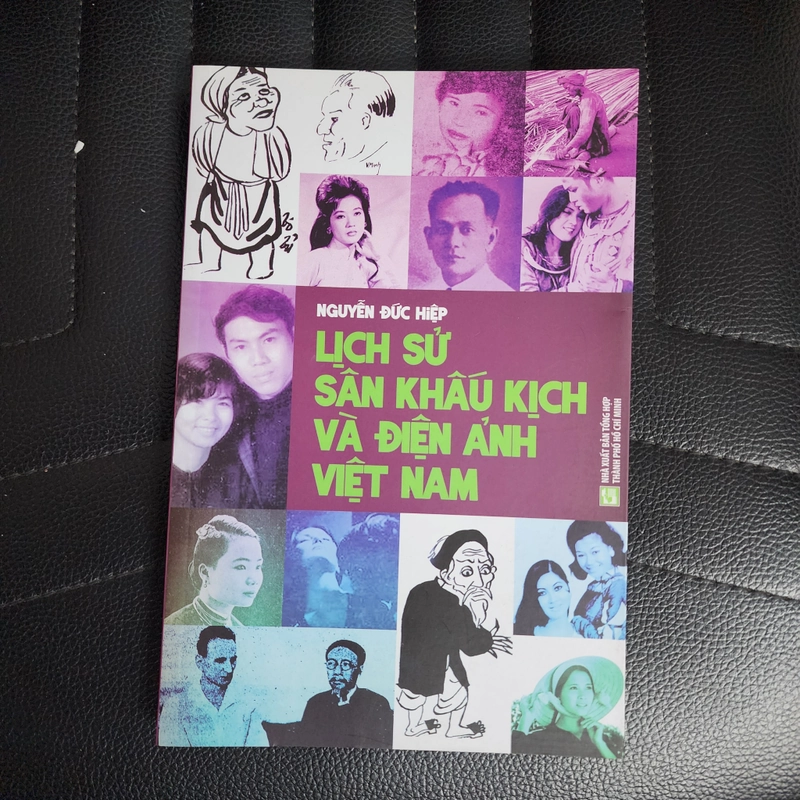 NGUYỄN ĐỨC HIỆP
LỊCH SỬ
SÂN KHẤU KỊCH
VÀ ĐIỆN ẢNH
VIỆT NAM
NHÀ XUẤT BẢN TỔNG HỢP
THÀNH PHỐ HỒ CHÍ MINH